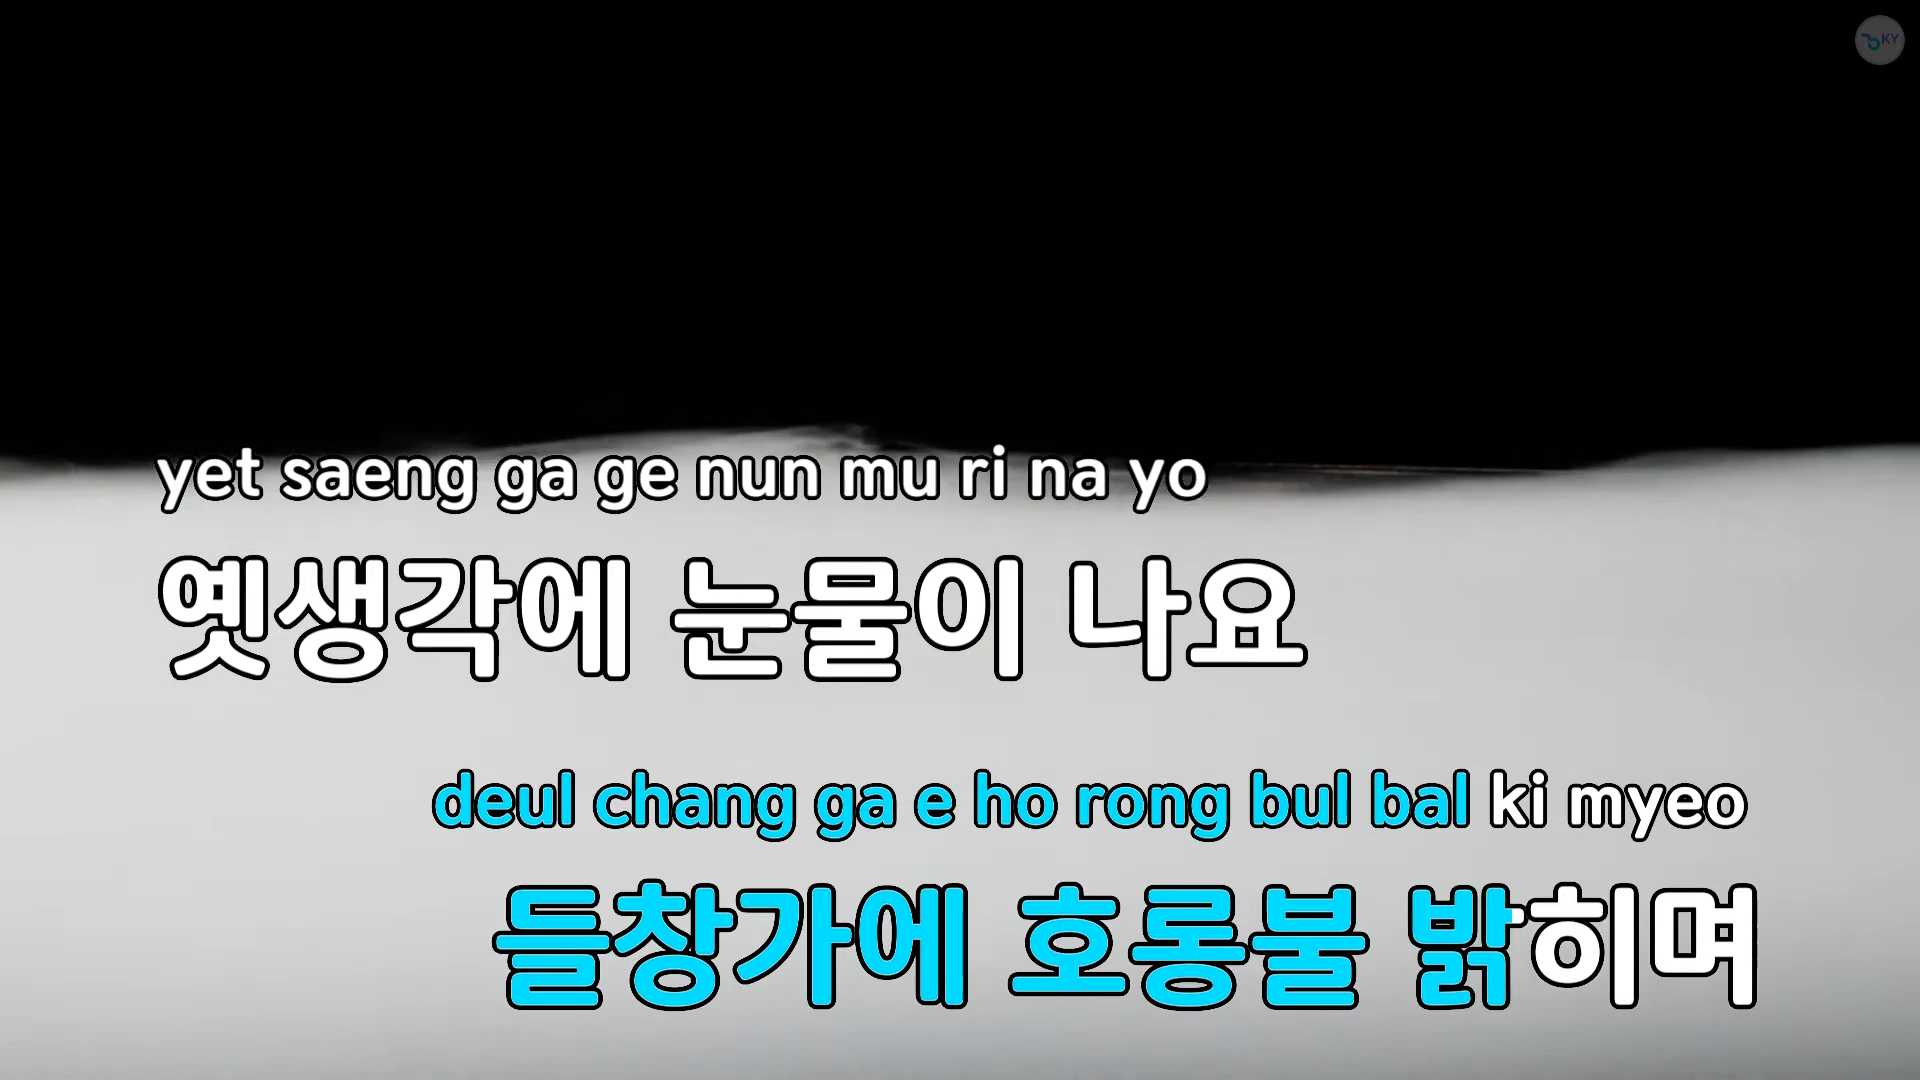 KY
yet saeng ga ge nun mu ri na yo
옛생각에 눈물이 나요
deul chang ga e ho rong bul bal ki myeo
들창가에 호롱불 밝히며